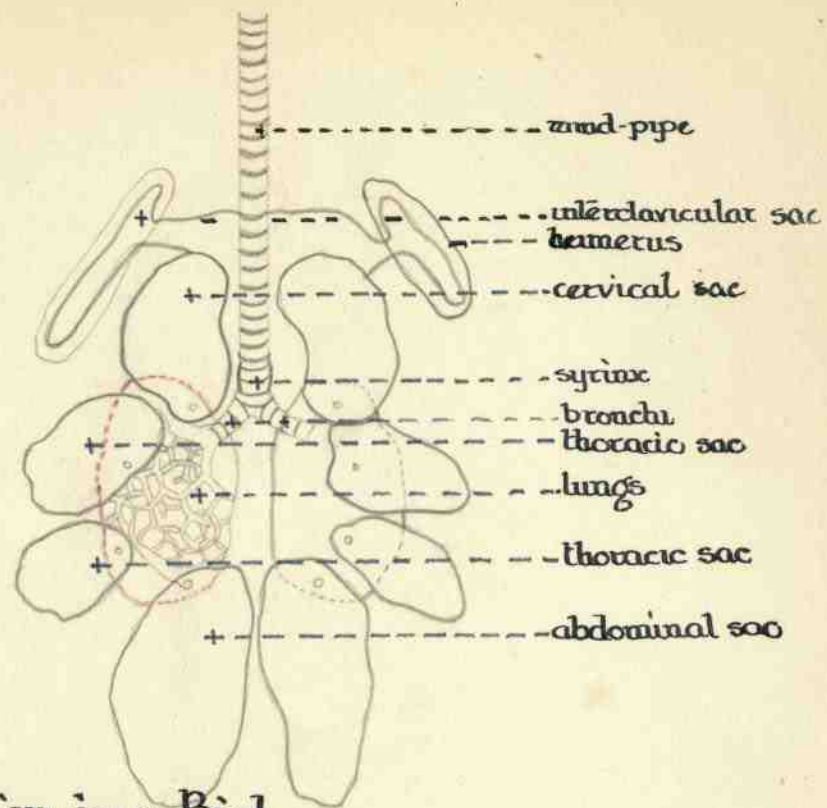 wind-pipe
interclavicular sac
humerus
cervical sac
syrinx
bronchi
thoracic sac
lungs
thoracic sac
abdominal sac
Bird